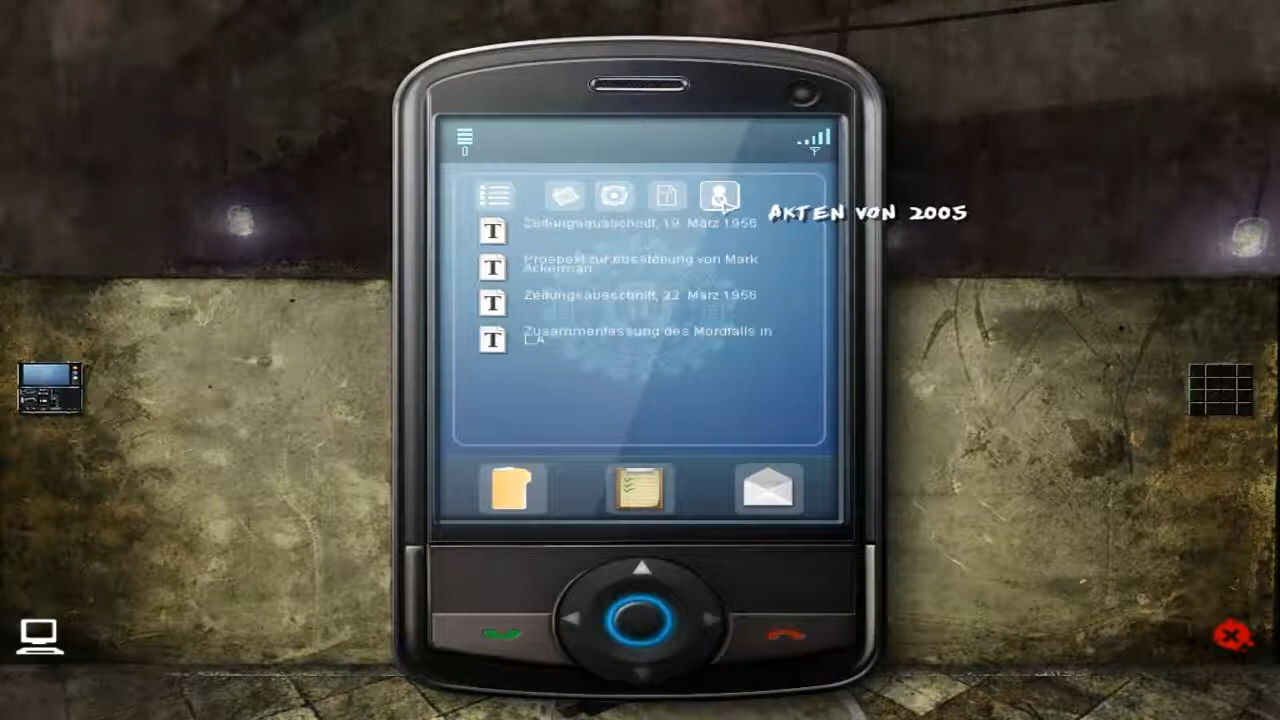 AKTEN VON 2005
T Zeitungsausschnitt, 19. März 1956
T Prospekt zur Ausstellung von Mark
Ackerman
T Zeitungsabschnitt, 22. März 1956
T Zusammenfassung des Mordfalls in
LA